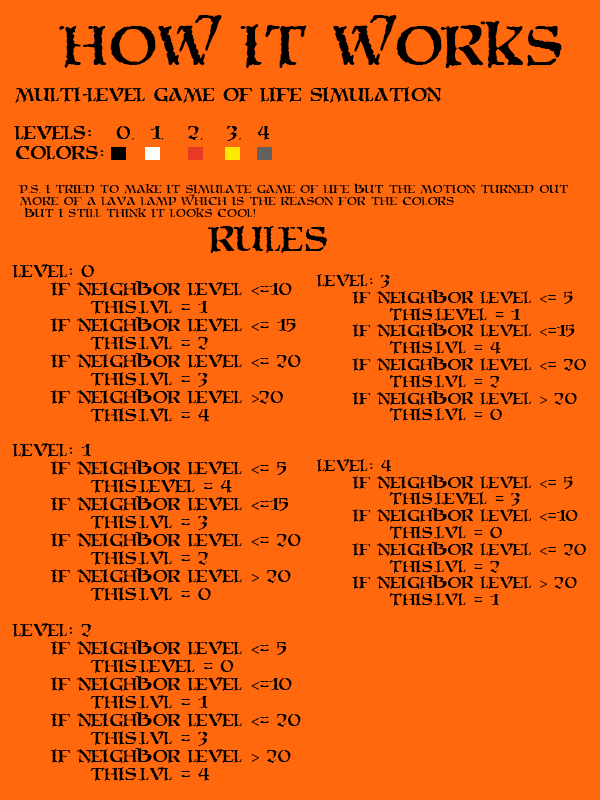 HOW IT WORKS
MULTI-LEVEL GAME OF LIFE SIMULATION
LEVELS: 0, 1, 2, 3, 4
COLORS:
P.S. I TRIED TO MAKE IT SIMULATE GAME OF LIFE BUT THE MOTION TURNED OUT
MORE OF A LAVA LAMP WHICH IS THE REASON FOR THE COLORS
BUT I STILL THINK IT LOOKS COOL!
RULES
LEVEL: 0
IF NEIGHBOR LEVEL <=10
THIS.LVL = 1
IF NEIGHBOR LEVEL <= 15
THIS.LVL = 2
IF NEIGHBOR LEVEL <= 20
THIS.LVL = 3
IF NEIGHBOR LEVEL >20
THIS.LVL = 4
LEVEL: 1
IF NEIGHBOR LEVEL <= 5
THIS.LEVEL = 4
IF NEIGHBOR LEVEL <=15
THIS.LVL = 3
IF NEIGHBOR LEVEL <= 20
THIS.LVL = 2
IF NEIGHBOR LEVEL > 20
THIS.LVL = 0
LEVEL: 2
IF NEIGHBOR LEVEL <= 5
THIS.LEVEL = 0
IF NEIGHBOR LEVEL <=10
THIS.LVL = 1
IF NEIGHBOR LEVEL <= 20
THIS.LVL = 3
IF NEIGHBOR LEVEL > 20
THIS.LVL = 4
LEVEL: 3
IF NEIGHBOR LEVEL <= 5
THIS.LEVEL = 1
IF NEIGHBOR LEVEL <=15
THIS.LVL = 4
IF NEIGHBOR LEVEL <= 20
THIS.LVL = 2
IF NEIGHBOR LEVEL > 20
THIS.LVL = 0
LEVEL: 4
IF NEIGHBOR LEVEL <= 5
THIS.LEVEL = 3
IF NEIGHBOR LEVEL <=10
THIS.LVL = 0
IF NEIGHBOR LEVEL <= 20
THIS.LVL = 2
IF NEIGHBOR LEVEL > 20
THIS.LVL = 1